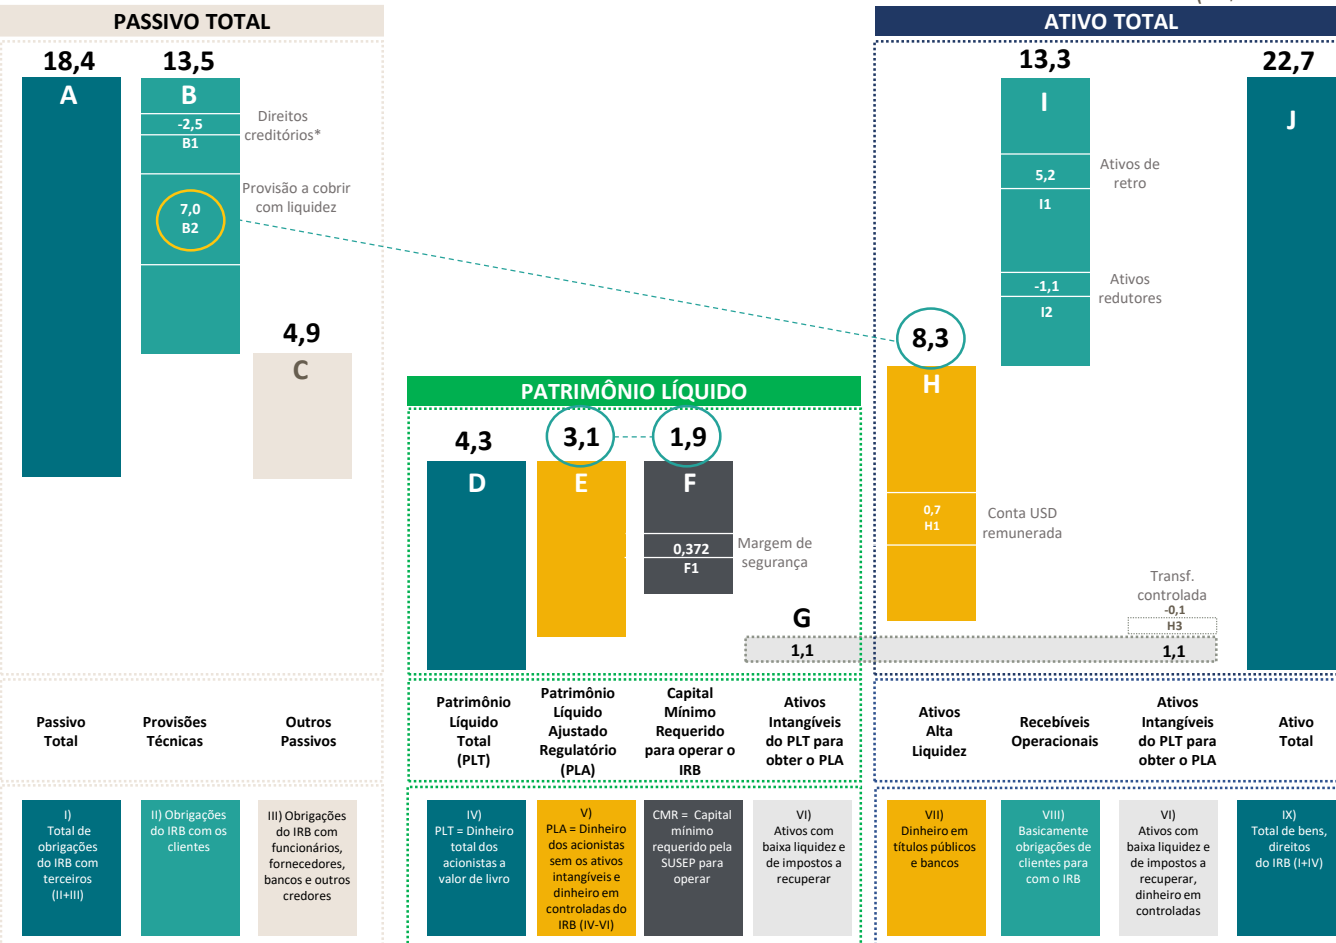 PASSIVO TOTAL
18,4
13,5
A
B
-2,5
B1
Direitos
creditórios*
Provisão a cobrir
com liquidez
7,0
B2
4,9
C
PATRIMÔNIO LÍQUIDO
4,3
3,1
1,9
D
E
F
0,372
F1
Margem de
segurança
G
1,1
ATIVO TOTAL
13,3
22,7
I
J
5,2
I1
Ativos de
retro
-1,1
I2
Ativos
redutores
8,3
H
0,7
H1
Conta USD
remunerada
Transf.
controlada
-0,1
H3
1,1
Passivo
Total
Provisões
Técnicas
Outros
Passivos
Patrimônio
Líquido
Total
(PLT)
Patrimônio
Líquido
Ajustado
Regulatório
(PLA)
Capital
Mínimo
Requerido
para operar o
IRB
Ativos
Intangíveis
do PLT para
obter o PLA
Ativos
Alta
Liquidez
Recebíveis
Operacionais
Ativos
Intangíveis
do PLT para
obter o PLA
Ativo
Total
I)
Total de
obrigações
do IRB com
terceiros
(II+III)
II) Obrigações
do IRB com os
clientes
III) Obrigações
do IRB com
funcionários,
fornecedores,
bancos e outros
credores
IV)
PLT = Dinheiro
total dos
acionistas a
valor de livro
V)
PLA = Dinheiro
dos acionistas
sem os ativos
intangíveis e
dinheiro em
controladas do
IRB (IV-VI)
CMR = Capital
mínimo
requerido pela
SUSEP para
operar
VI)
Ativos com
baixa liquidez e
de impostos a
recuperar
VII)
Dinheiro em
títulos públicos
e bancos
VIII)
Basicamente
obrigações de
clientes para
com o IRB
VI)
Ativos com
baixa liquidez e
de impostos a
recuperar,
dinheiro em
controladas
IX)
Total de bens,
direitos
do IRB (I+IV)